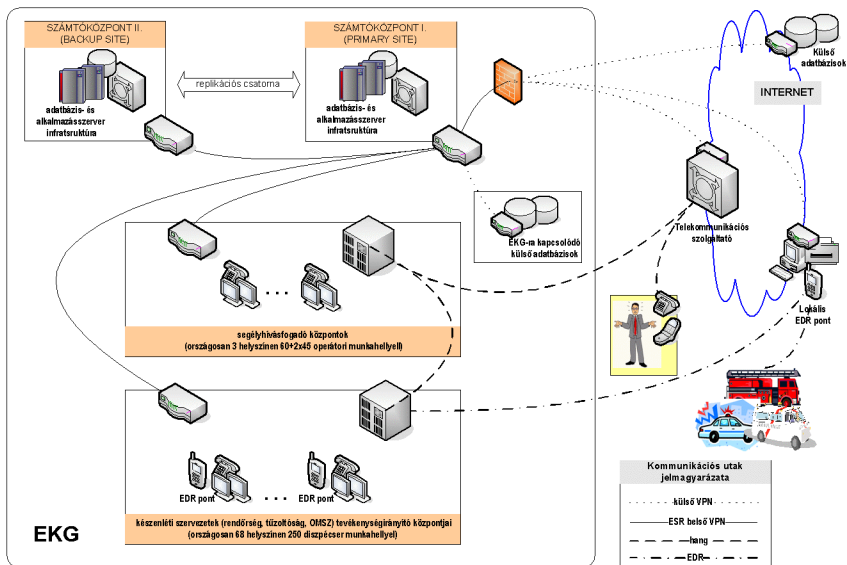 SZÁMTÓKÖZPONT II.
(BACKUP SITE)
adatbázis- és
alkalmazásszerver
infratsruktúra
replikációs csatorna
SZÁMTÓKÖZPONT I.
(PRIMARY SITE)
adatbázis- és
alkalmazásszerver
infratsruktúra
Külső
adatbázisok
INTERNET
EKG-ra kapcsolódó
külső adatbázisok
Telekommunikációs
szolgáltató
Lokális
EDR pont
...
segélyhívásfogadó központok
(országosan 3 helyszínen 60+2x45 operátori munkahellyell)
EDR pont
...
EDR pont
készenléti szervezetek (rendőrség, tűzoltóság, OMSZ) tevékenységirányító központjai
(országosan 68 helyszínen 250 diszpécser munkahellyel)
EKG
Kommunikációs utak
jelmagyarázata
külső VPN
ESR belső VPN
hang
EDR